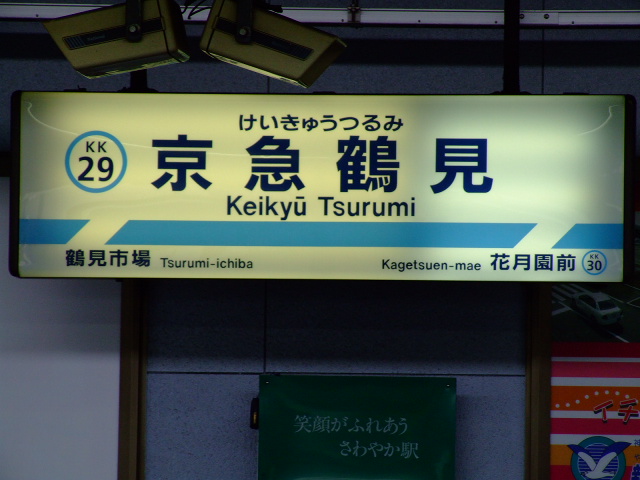 けいきゅうつるみ
KK
29
京急鶴見
Keikyū Tsurumi
鶴見市場 Tsurumi-ichiba
Kagetsuen-mae 花月園前
KK
30
笑顔がふれあう
さわやか駅
イチ